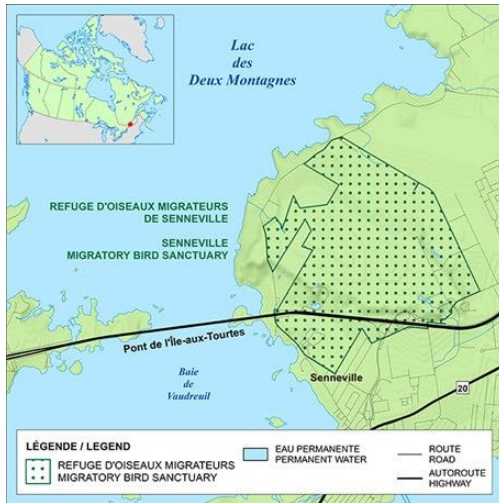 Lac
des
Deux Montagnes
REFUGE D'OISEAUX MIGRATEURS
DE SENNEVILLE
SENNEVILLE
MIGRATORY BIRD SANCTUARY
Pont de l'Île-aux-Tourtes
Baie
de
Vaudreuil
Senneville
20
LÉGENDE / LEGEND
REFUGE D'OISEAUX MIGRATEURS
MIGRATORY BIRD SANCTUARY
EAU PERMANENTE
PERMANENT WATER
ROUTE
ROAD
AUTOROUTE
HIGHWAY